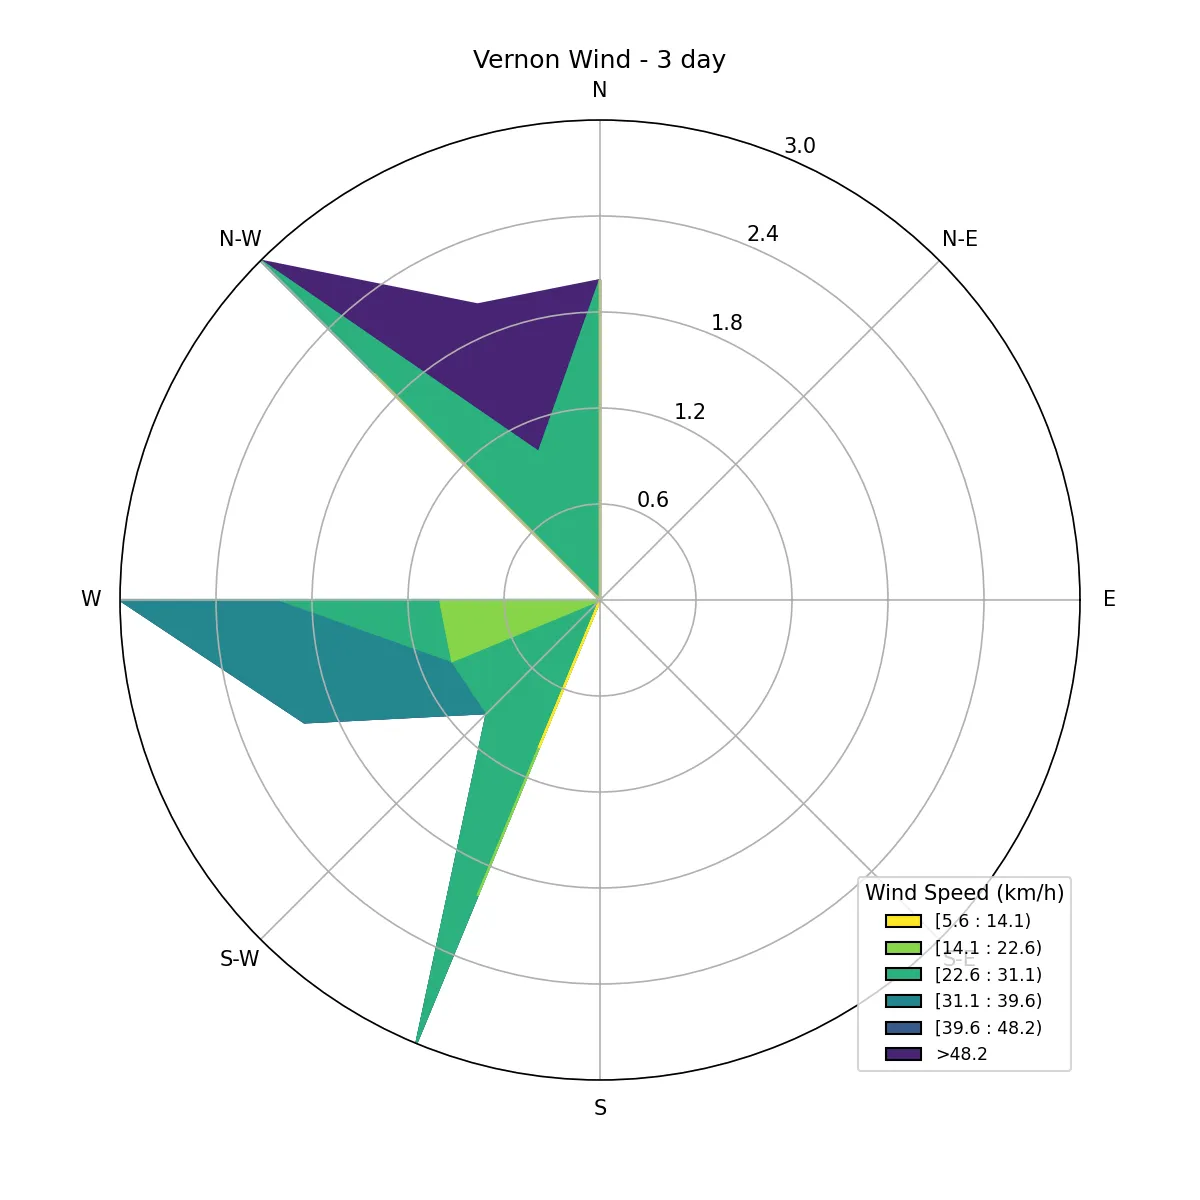 Vernon Wind - 3 day
N
3.0
2.4
N-W
N-E
1.8
1.2
0.6
W
E
S-W
S-E
S
Wind Speed (km/h)
[5.6 : 14.1)
[14.1 : 22.6)
[22.6 : 31.1)
[31.1 : 39.6)
[39.6 : 48.2)
>48.2